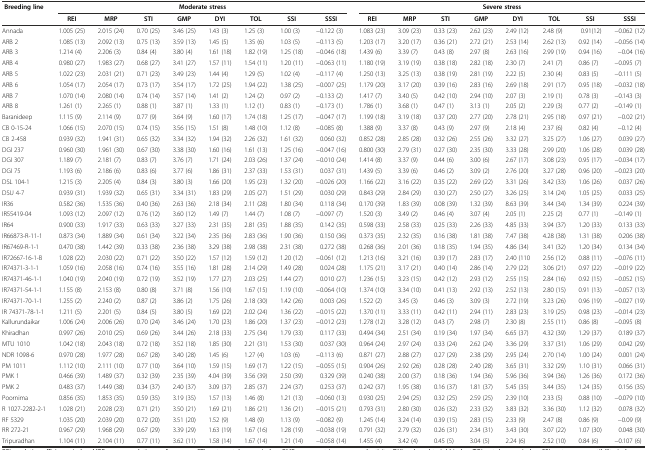 Breeding line Moderate stress Severe stress
REI MRP STI GMP DYI TOL SSI SSSI REI MRP STI GMP DYI TOL SSI SSSI
Annada 1.005 (25) 2.015 (24) 0.70 (25) 3.46 (25) 1.43 (3) 1.25 (3) 1.00 (3) −0.122 (3) 1.083 (23) 3.09 (23) 0.33 (23) 2.62 (23) 2.49 (12) 2.48 (9) 0.91(12) −0.062 (12)
ARB 2 1.085 (13) 2.092 (13) 0.75 (13) 3.59 (13) 1.45 (5) 1.35 (6) 1.03 (5) −0.113 (5) 1.203 (17) 3.20 (17) 0.36 (21) 2.72 (21) 2.53 (14) 2.62 (13) 0.92 (14) −0.056 (14)
ARB 3 1.214 (4) 2.206 (3) 0.84 (4) 3.80 (4) 1.61 (18) 1.82 (19) 1.25 (18) −0.046 (18) 1.439 (6) 3.39 (7) 0.43 (8) 2.97 (8) 2.63 (16) 2.99 (19) 0.94 (16) −0.04 (16)
ARB 4 0.980 (27) 1.983 (27) 0.68 (27) 3.41 (27) 1.57 (11) 1.54 (11) 1.20 (11) −0.063 (11) 1.180 (19) 3.19 (19) 0.38 (18) 2.82 (18) 2.30 (7) 2.41 (7) 0.86 (7) −0.095 (7)
ARB 5 1.022 (23) 2.031 (21) 0.71 (23) 3.49 (23) 1.44 (4) 1.29 (5) 1.02 (4) −0.117 (4) 1.250 (13) 3.25 (13) 0.38 (19) 2.81 (19) 2.22 (5) 2.30 (4) 0.83 (5) −0.111 (5)
ARB 6 1.054 (17) 2.054 (17) 0.73 (17) 3.54 (17) 1.72 (25) 1.94 (22) 1.38 (25) −0.007 (25) 1.179 (20) 3.17 (20) 0.39 (16) 2.83 (16) 2.69 (18) 2.91 (17) 0.95 (18) −0.032 (18)
ARB 7 1.070 (14) 2.080 (14) 0.74 (14) 3.57 (14) 1.41 (2) 1.24 (2) 0.97 (2) −0.133 (2) 1.417 (7) 3.40 (5) 0.42 (10) 2.94 (10) 2.07 (3) 2.19 (1) 0.78 (3) −0.143 (3)
ARB 8 1.261 (1) 2.265 (1) 0.88 (1) 3.87 (1) 1.33 (1) 1.12 (1) 0.83 (1) −0.173 (1) 1.786 (1) 3.68 (1) 0.47 (1) 3.13 (1) 2.05 (2) 2.29 (3) 0.77 (2) −0.149 (1)
Baranideep 1.115 (9) 2.114 (9) 0.77 (9) 3.64 (9) 1.60 (17) 1.74 (18) 1.25 (17) −0.047 (17) 1.199 (18) 3.19 (18) 0.37 (20) 2.77 (20) 2.78 (21) 2.95 (18) 0.97 (21) −0.02 (21)
CB 0-15-24 1.066 (15) 2.070 (15) 0.74 (15) 3.56 (15) 1.51 (8) 1.48 (10) 1.12 (8) −0.085 (8) 1.388 (9) 3.37 (8) 0.43 (9) 2.97 (9) 2.18 (4) 2.37(6) 0.82 (4) −0.12 (4)
CB 2-458 0.939 (32) 1.941 (31) 0.65 (32) 3.34 (32) 1.94 (32) 2.26 (32) 1.61 (32) 0.060 (32) 0.852 (28) 2.85 (28) 0.32 (26) 2.55 (26) 3.32 (27) 3.25 (27) 1.06 (27) 0.039 (27)
DGI 237 0.960 (30) 1.961 (30) 0.67 (30) 3.38 (30) 1.60 (16) 1.61 (13) 1.25 (16) −0.047 (16) 0.800 (30) 2.79 (31) 0.27 (30) 2.35 (30) 3.33 (28) 2.99 (20) 1.06 (28) 0.039 (28)
DGI 307 1.189 (7) 2.181 (7) 0.83 (7) 3.76 (7) 1.71 (24) 2.03 (26) 1.37 (24) −0.010 (24) 1.414 (8) 3.37 (9) 0.44 (6) 3.00 (6) 2.67 (17) 3.08 (23) 0.95 (17) −0.034 (17)
DGI 75 1.193 (6) 2.186 (6) 0.83 (6) 3.77 (6) 1.86 (31) 2.37 (33) 1.53 (31) 0.037 (31) 1.439 (5) 3.39 (6) 0.46 (2) 3.09 (2) 2.76 (20) 3.27 (28) 0.96 (20) −0.023 (20)
DSL 104-1 1.215 (3) 2.205 (4) 0.84 (3) 3.80 (3) 1.66 (20) 1.95 (23) 1.32 (20) −0.026 (20) 1.166 (22) 3.16 (22) 0.35 (22) 2.69 (22) 3.31 (26) 3.42 (33) 1.06 (26) 0.037 (26)
DSU 4-7 0.939 (31) 1.939 (32) 0.65 (31) 3.34 (31) 1.83 (29) 2.05 (27) 1.51 (29) 0.030 (29) 0.843 (29) 2.84 (29) 0.30 (27) 2.50 (27) 3.26 (25) 3.14 (24) 1.05 (25) 0.033 (25)
IR36 0.582 (36) 1.535 (36) 0.40 (36) 2.63 (36) 2.18 (34) 2.11 (28) 1.80 (34) 0.118 (34) 0.170 (39) 1.83 (39) 0.08 (39) 1.32 (39) 8.63 (39) 3.44 (34) 1.34 (39) 0.224 (39)
IR55419-04 1.093 (12) 2.097 (12) 0.76 (12) 3.60 (12) 1.49 (7) 1.44 (7) 1.08 (7) −0.097 (7) 1.520 (3) 3.49 (2) 0.46 (4) 3.07 (4) 2.05 (1) 2.25 (2) 0.77 (1) −0.149 (1)
IR64 0.900 (33) 1.917 (33) 0.63 (33) 3.27 (33) 2.31 (35) 2.81 (35) 1.88 (35) 0.142 (35) 0.598 (33) 2.58 (33) 0.25 (33) 2.26 (33) 4.85 (33) 3.94 (37) 1.20 (33) 0.133 (33)
IR66873-R-11-1 0.873 (34) 1.889 (34) 0.61 (34) 3.22 (34) 2.35 (36) 2.83 (36) 1.90 (36) 0.150 (36) 0.373 (35) 2.32 (35) 0.16 (38) 1.81 (38) 7.47 (38) 4.28 (38) 1.31 (38) 0.206 (38)
IR67469-R-1-1 0.470 (38) 1.442 (39) 0.33 (38) 2.36 (38) 3.29 (38) 2.98 (38) 2.31 (38) 0.272 (38) 0.268 (36) 2.01 (36) 0.18 (35) 1.94 (35) 4.86 (34) 3.41 (32) 1.20 (34) 0.134 (34)
IR72667-16-1-B 1.028 (22) 2.030 (22) 0.71 (22) 3.50 (22) 1.57 (12) 1.59 (12) 1.20 (12) −0.061 (12) 1.213 (16) 3.21 (16) 0.39 (17) 2.83 (17) 2.40 (110 2.56 (12) 0.88 (11) −0.076 (11)
IR74371-3-1-1 1.059 (16) 2.058 (16) 0.74 (16) 3.55 (16) 1.81 (28) 2.14 (29) 1.49 (28) 0.024 (28) 1.175 (21) 3.17 (21) 0.40 (14) 2.86 (14) 2.79 (22) 3.06 (21) 0.97 (22) −0.019 (22)
IR74371-46-1-1 1.040 (19) 2.040 (19) 0.72 (19) 3.52 (19) 1.77 (27) 2.03 (25) 1.44 (27) 0.010 (27) 1.236 (15) 3.23 (15) 0.42 (12) 2.93 (12) 2.55 (15) 2.84 (16) 0.92 (15) −0.052 (15)
IR74371-54-1-1 1.155 (8) 2.153 (8) 0.80 (8) 3.71 (8) 1.56 (10) 1.67 (15) 1.19 (10) −0.064 (10) 1.374 (10) 3.34 (10) 0.41 (13) 2.92 (13) 2.52 (13) 2.80 (15) 0.91 (13) −0.057 (13)
IR74371-70-1-1 1.255 (2) 2.240 (2) 0.87 (2) 3.86 (2) 1.75 (26) 2.18 (30) 1.42 (26) 0.003 (26) 1.522 (2) 3.45 (3) 0.46 (3) 3.09 (3) 2.72 (19) 3.23 (26) 0.96 (19) −0.027 (19)
IR 74371-78-1-1 1.211 (5) 2.201 (5) 0.84 (5) 3.80 (5) 1.69 (22) 2.02 (24) 1.36 (22) −0.015 (22) 1.370 (11) 3.33 (11) 0.42 (11) 2.94 (11) 2.83 (23) 3.19 (25) 0.98 (23) −0.014 (23)
Kallurundaikar 1.006 (24) 2.006 (26) 0.70 (24) 3.46 (24) 1.70 (23) 1.86 (20) 1.37 (23) −0.012 (23) 1.278 (12) 3.28 (12) 0.43 (7) 2.98 (7) 2.30 (8) 2.55 (11) 0.86 (8) −0.095 (8)
Khivadhan 0.997 (26) 2.010 (25) 0.69 (26) 3.44 (26) 2.18 (33) 2.75 (34) 1.79 (33) 0.117 (33) 0.494 (34) 2.51 (34) 0.19 (34) 1.97 (34) 6.65 (37) 4.32 (39) 1.29 (37) 0.189 (37)
MTU 1010 1.042 (18) 2.043 (18) 0.72 (18) 3.52 (18) 1.85 (30) 2.21 (31) 1.53 (30) 0.037 (30) 0.964 (24) 2.97 (24) 0.33 (24) 2.62 (24) 3.36 (29) 3.37 (31) 1.06 (29) 0.042 (29)
NDR 1098-6 0.970 (28) 1.977 (28) 0.67 (28) 3.40 (28) 1.45 (6) 1.27 (4) 1.03 (6) −0.113 (6) 0.871 (27) 2.88 (27) 0.27 (29) 2.38 (29) 2.95 (24) 2.70 (14) 1.00 (24) 0.001 (24)
PM 1011 1.112 (10) 2.111 (10) 0.77 (10) 3.64 (10) 1.59 (15) 1.69 (17) 1.22 (15) −0.055 (15) 0.904 (26) 2.92 (26) 0.28 (28) 2.40 (28) 3.65 (31) 3.32 (29) 1.10 (31) 0.066 (31)
PMK 1 0.466 (39) 1.489 (37) 0.32 (39) 2.35 (39) 4.04 (39) 3.56 (39) 2.50 (39) 0.329 (39) 0.240 (38) 2.00 (37) 0.18 (36) 1.94 (36) 5.96 (36) 3.94 (36) 1.26 (36) 0.172 (36)
PMK 2 0.483 (37) 1.449 (38) 0.34 (37) 2.40 (37) 3.09 (37) 2.85 (37) 2.24 (37) 0.253 (37) 0.242 (37) 1.95 (38) 0.16 (37) 1.81 (37) 5.45 (35) 3.44 (35) 1.24 (35) 0.156 (35)
Poornima 0.856 (35) 1.853 (35) 0.59 (35) 3.19 (35) 1.57 (13) 1.46 (8) 1.21 (13) −0.060 (13) 0.930 (25) 2.94 (25) 0.32 (25) 2.59 (25) 2.39 (10) 2.33 (5) 0.88 (10) −0.079 (10)
R 1027-2282-2-1 1.028 (21) 2.028 (23) 0.71 (21) 3.50 (21) 1.69 (21) 1.86 (21) 1.36 (21) −0.015 (21) 0.793 (31) 2.80 (30) 0.26 (32) 2.33 (32) 3.83 (32) 3.36 (30) 1.12 (32) 0.078 (32)
RF 5329 1.035 (20) 2.039 (20) 0.72 (20) 3.51 (20) 1.52 (9) 1.48 (9) 1.13 (9) −0.082 (9) 1.245 (14) 3.24 (14) 0.39 (15) 2.83 (15) 2.33 (9) 2.47 (8) 0.86 (9) −0.09 (9)
RR 272-21 0.967 (29) 1.968 (29) 0.67 (29) 3.39 (29) 1.63 (19) 1.67 (16) 1.28 (19) −0.038 (19) 0.791 (32) 2.79 (32) 0.26 (31) 2.34 (31) 3.43 (30) 3.07 (22) 1.07 (30) 0.048 (30)
Tripuradhan 1.104 (11) 2.104 (11) 0.77 (11) 3.62 (11) 1.58 (14) 1.67 (14) 1.21 (14) −0.058 (14) 1.455 (4) 3.42 (4) 0.45 (5) 3.04 (5) 2.24 (6) 2.52 (10) 0.84 (6) −0.107 (6)